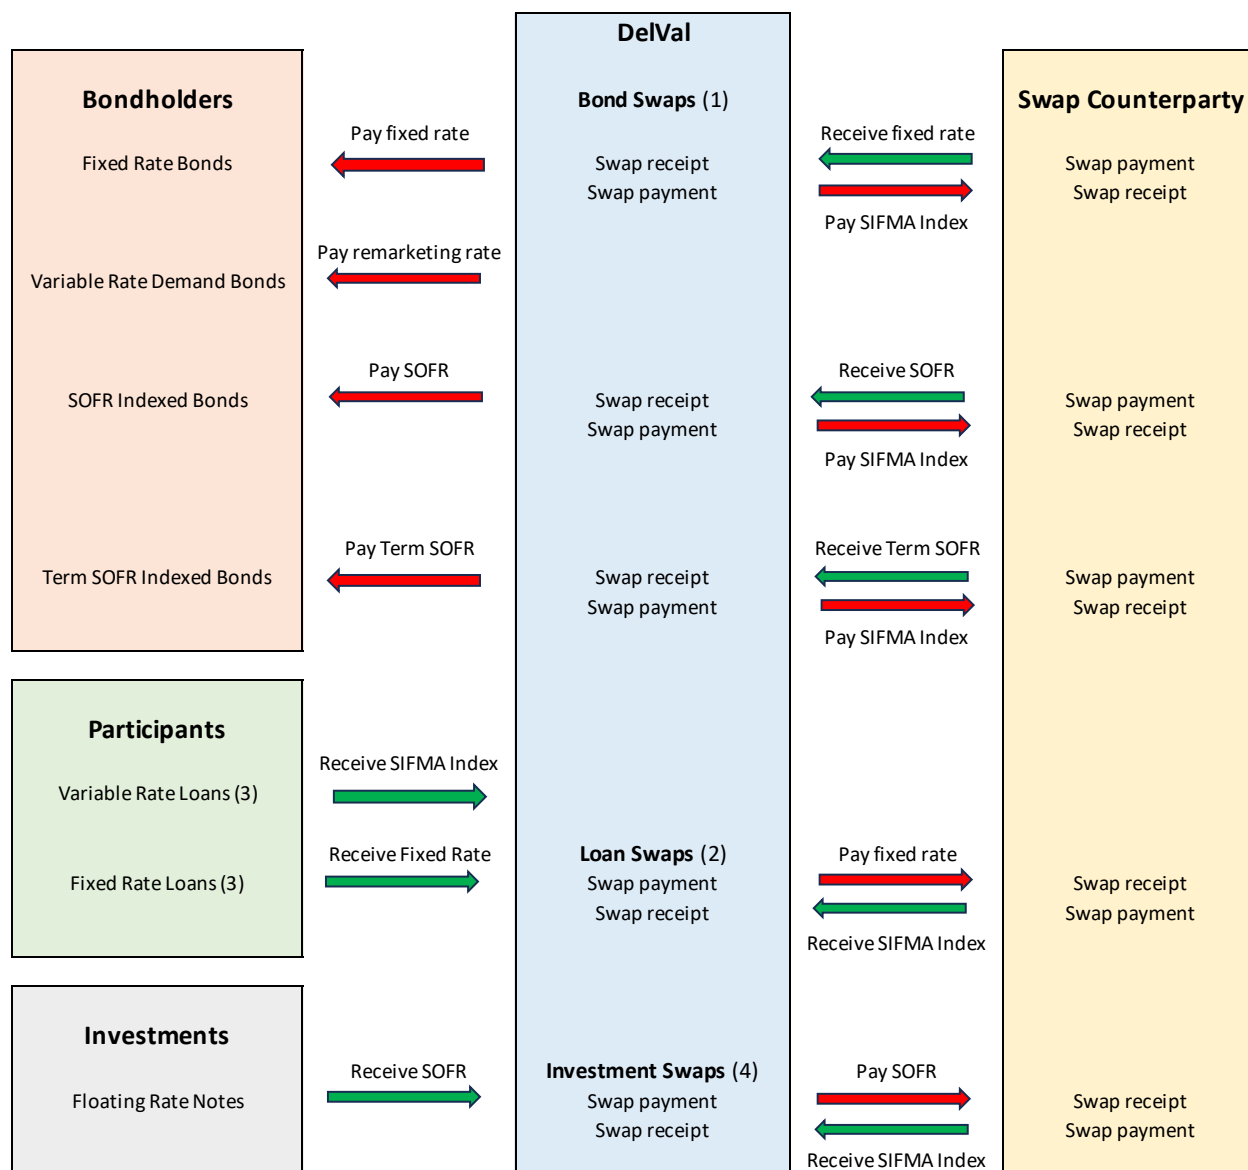 DelVal
Bondholders
Bond Swaps (1)
Swap Counterparty
Pay fixed rate
Receive fixed rate
Fixed Rate Bonds
Swap receipt
Swap payment
Swap payment
Swap receipt
Pay SIFMA Index
Pay remarketing rate
Variable Rate Demand Bonds
Pay SOFR
Receive SOFR
SOFR Indexed Bonds
Swap receipt
Swap payment
Swap payment
Swap receipt
Pay SIFMA Index
Pay Term SOFR
Receive Term SOFR
Term SOFR Indexed Bonds
Swap receipt
Swap payment
Swap payment
Swap receipt
Pay SIFMA Index
Participants
Receive SIFMA Index
Variable Rate Loans (3)
Receive Fixed Rate
Loan Swaps (2)
Pay fixed rate
Fixed Rate Loans (3)
Swap payment
Swap receipt
Swap receipt
Swap payment
Receive SIFMA Index
Investments
Receive SOFR
Investment Swaps (4)
Pay SOFR
Floating Rate Notes
Swap payment
Swap receipt
Swap receipt
Swap payment
Receive SIFMA Index